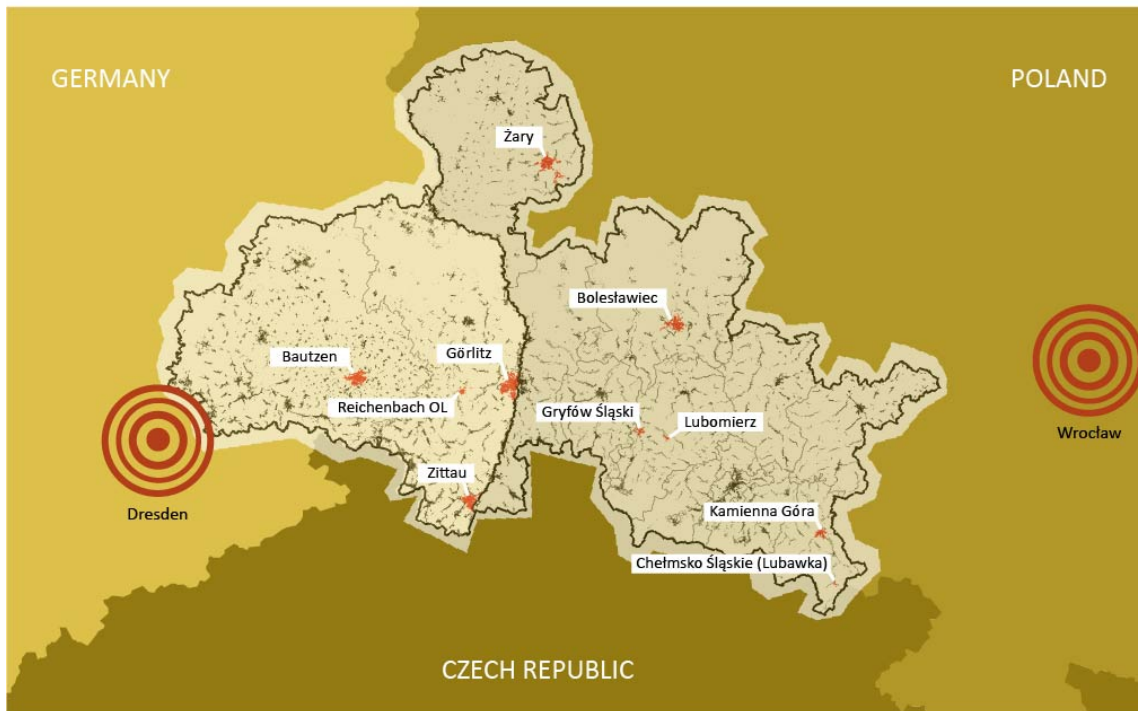 GERMANY
POLAND
Żary
Bolesławiec
Görlitz
Bautzen
Reichenbach OL
Gryfów Śląski
Lubomierz
Wrocław
Zittau
Dresden
Kamienna Góra
Chełmsko Śląskie (Lubawka)
CZECH REPUBLIC